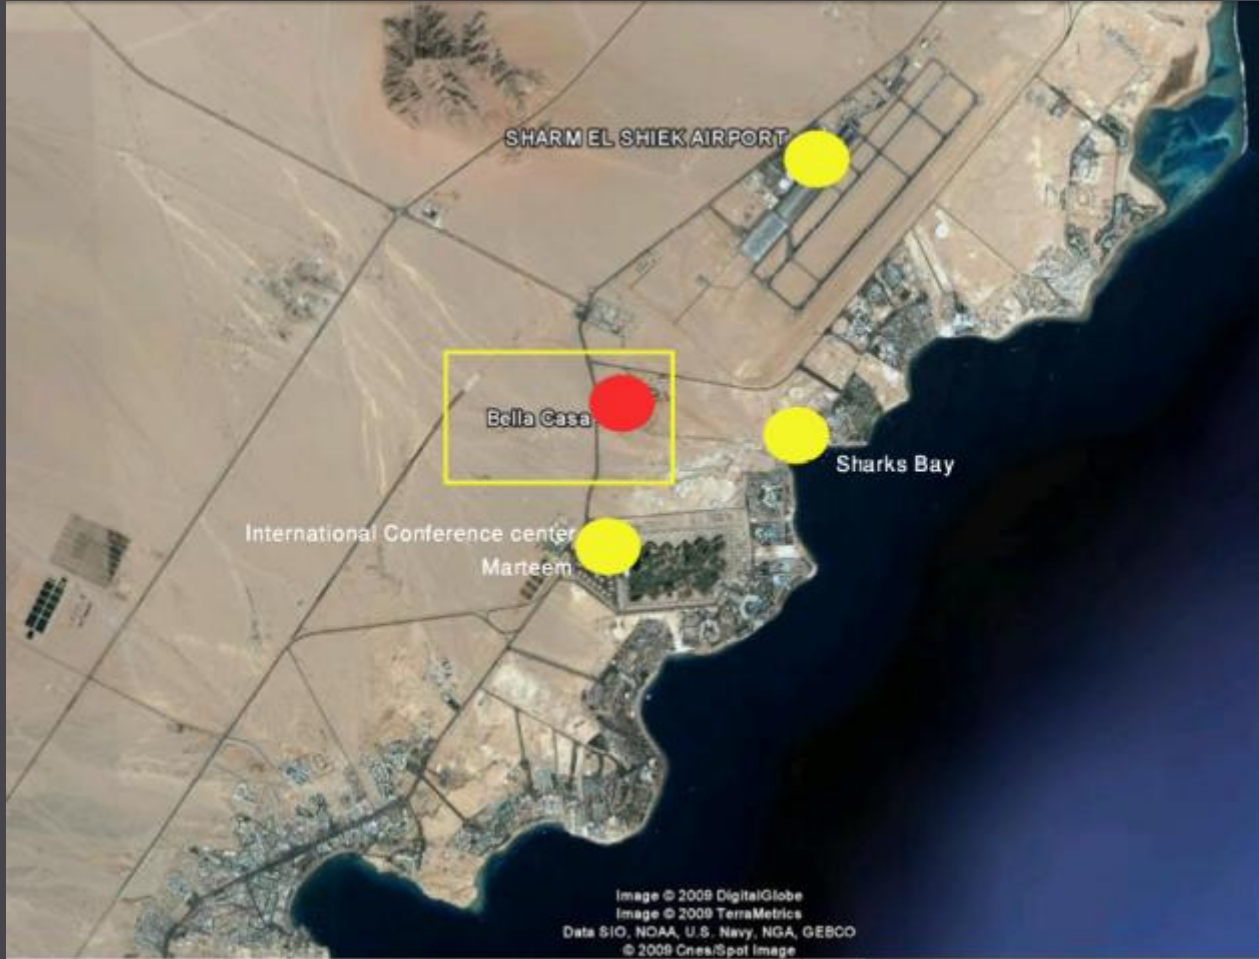 SHARM EL SHIEK AIRPORT
Bella Casa
Sharks Bay
International Conference center
Marteem
Image © 2009 DigitalGlobe
Image © 2009 TerraMetrics
Data SIO, NOAA, U.S. Navy, NGA, GEBCO
© 2009 Cnes/Spot Image